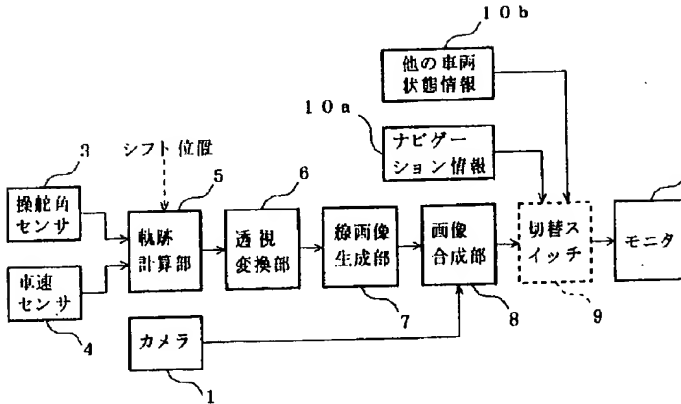 10b
他の車両
状態情報
10a
ナビゲー
ション情報
3
シフト位置
5
6
操舵角
センサ
軌跡
計算部
透視
変換部
線画像
生成部
画像
合成部
切替ス
イッチ
モニタ
車速
センサ
4
7
8
9
カメラ
1